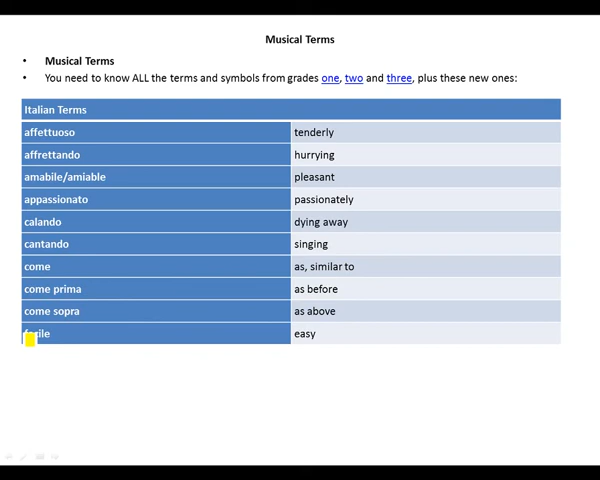 Musical Terms
• Musical Terms
• You need to know ALL the terms and symbols from grades one, two and three, plus these new ones:
Italian Terms
affettuoso tenderly
affrettando hurrying
amabile/amiable pleasant
appassionato passionately
calando dying away
cantando singing
come as, similar to
come prima as before
come sopra as above
facile easy